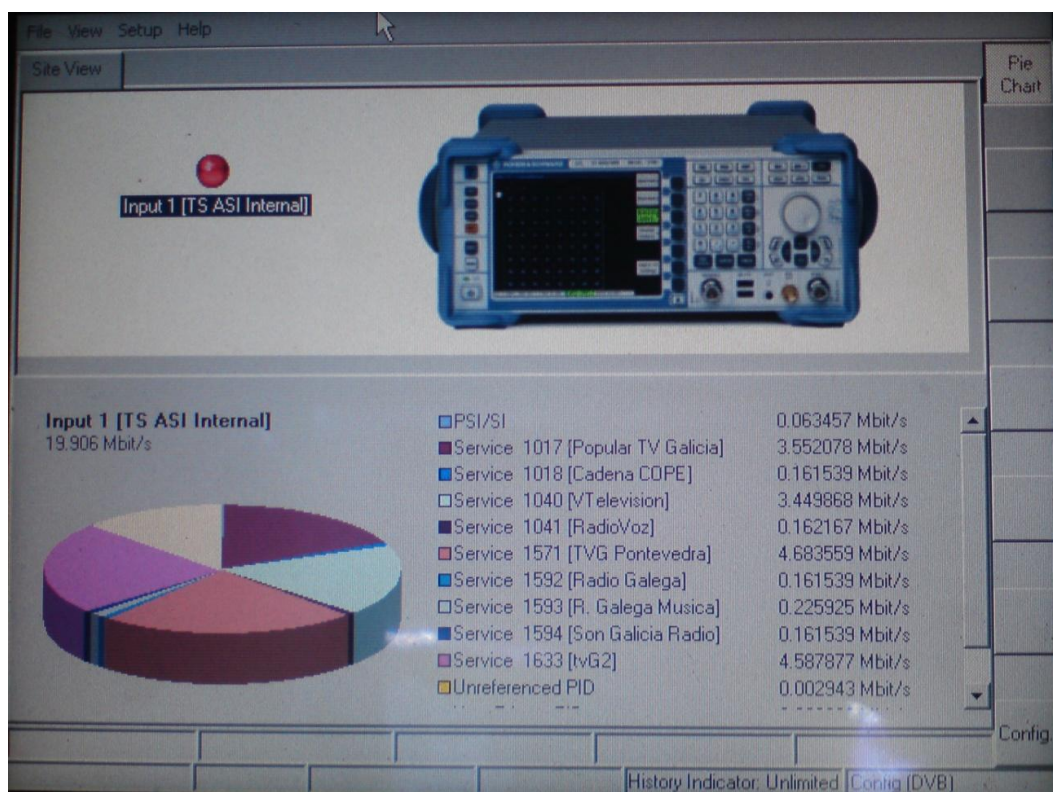 File View Setup Help
Site View
Pie
Chart
Input 1 [TS ASI Internal]
Input 1 [TS ASI Internal]
19.906 Mbit/s
PSI/SI 0.063457 Mbit/s
Service 1017 [Popular TV Galicia] 3.552078 Mbit/s
Service 1018 [Cadena COPE] 0.161539 Mbit/s
Service 1040 [VTelevision] 3.449868 Mbit/s
Service 1041 [RadioVoz] 0.162167 Mbit/s
Service 1571 [TVG Pontevedra] 4.683559 Mbit/s
Service 1592 [Radio Galega] 0.161539 Mbit/s
Service 1593 [R. Galega Musica] 0.225925 Mbit/s
Service 1594 [Son Galicia Radio] 0.161539 Mbit/s
Service 1633 [tvG2] 4.587877 Mbit/s
Unreferenced PID 0.002943 Mbit/s
Config.
History Indicator: Unlimited Config (DVB)